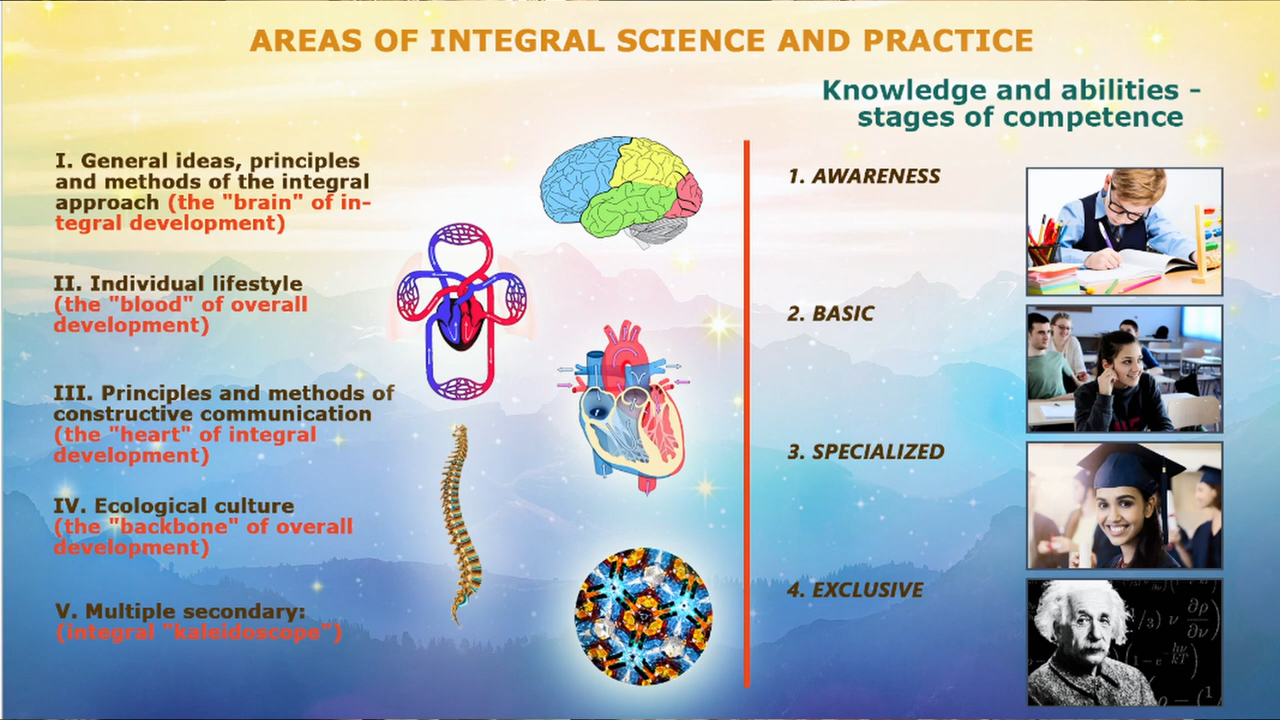 AREAS OF INTEGRAL SCIENCE AND PRACTICE
Knowledge and abilities -
stages of competence
I. General ideas, principles
and methods of the integral
approach (the "brain" of in-
tegral development)
II. Individual lifestyle
(the "blood" of overall
development)
III. Principles and methods of
constructive communication
(the "heart" of integral
development)
IV. Ecological culture
(the "backbone" of overall
development)
V. Multiple secondary:
(integral "kaleidoscope")
1. AWARENESS
2. BASIC
3. SPECIALIZED
4. EXCLUSIVE